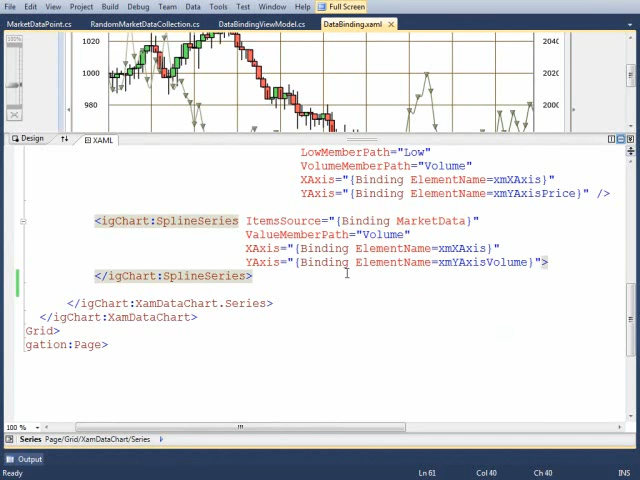 File Edit View Project Build Debug Team Data Tools Test Window Help Full Screen
MarketDataPoint.cs RandomMarketDataCollection.cs DataBindingViewModel.cs DataBinding.xaml
100%
1020 2040
1000 2020
980 2000
Design XAML
LowMemberPath="Low"
VolumeMemberPath="Volume"
XAxis="{Binding ElementName=xmXAxis}"
YAxis="{Binding ElementName=xmYAxisPrice}" />
<igChart:SplineSeries ItemsSource="{Binding MarketData}"
ValueMemberPath="Volume"
XAxis="{Binding ElementName=xmXAxis}"
YAxis="{Binding ElementName=xmYAxisVolume}">
</igChart:SplineSeries>
</igChart:XamDataChart.Series>
</igChart:XamDataChart>
Grid>
gation:Page>
100 %
Series Page/Grid/XamDataChart/Series
Output
Ready Ln 61 Col 40 Ch 40